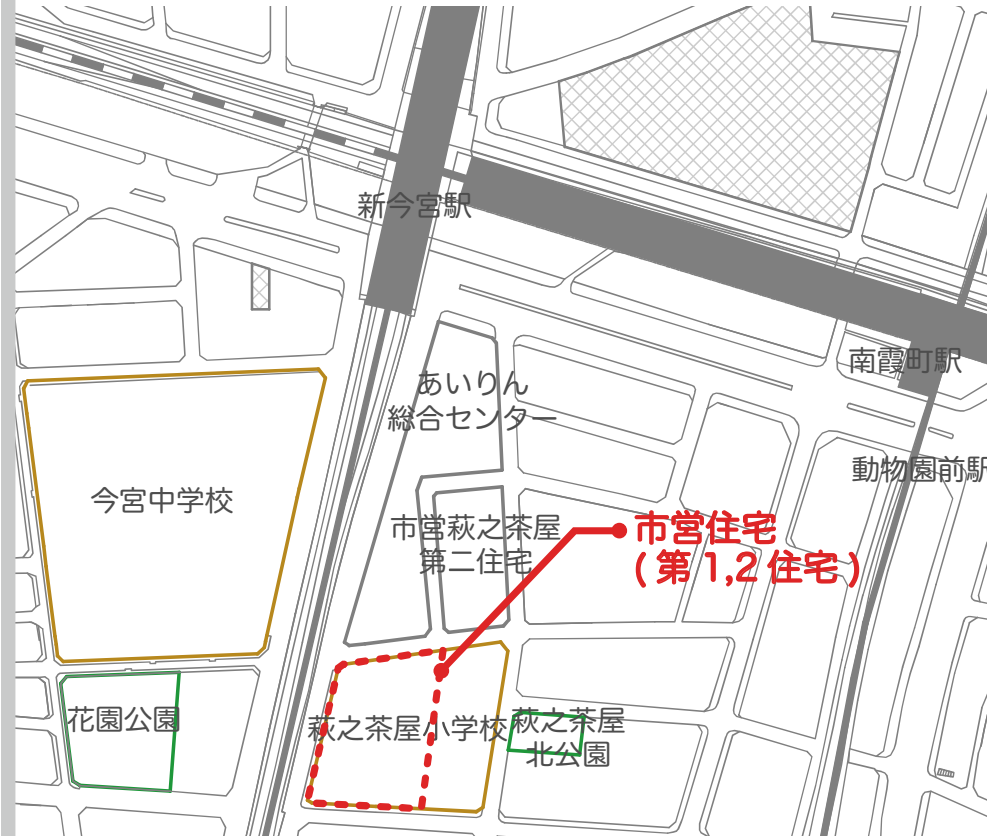 新今宮駅
南霞町駅
あいりん
総合センター
動物園前駅
今宮中学校
市営萩之茶屋
第二住宅
市営住宅
(第1,2住宅)
花園公園
萩之茶屋小学校
萩之茶屋
北公園